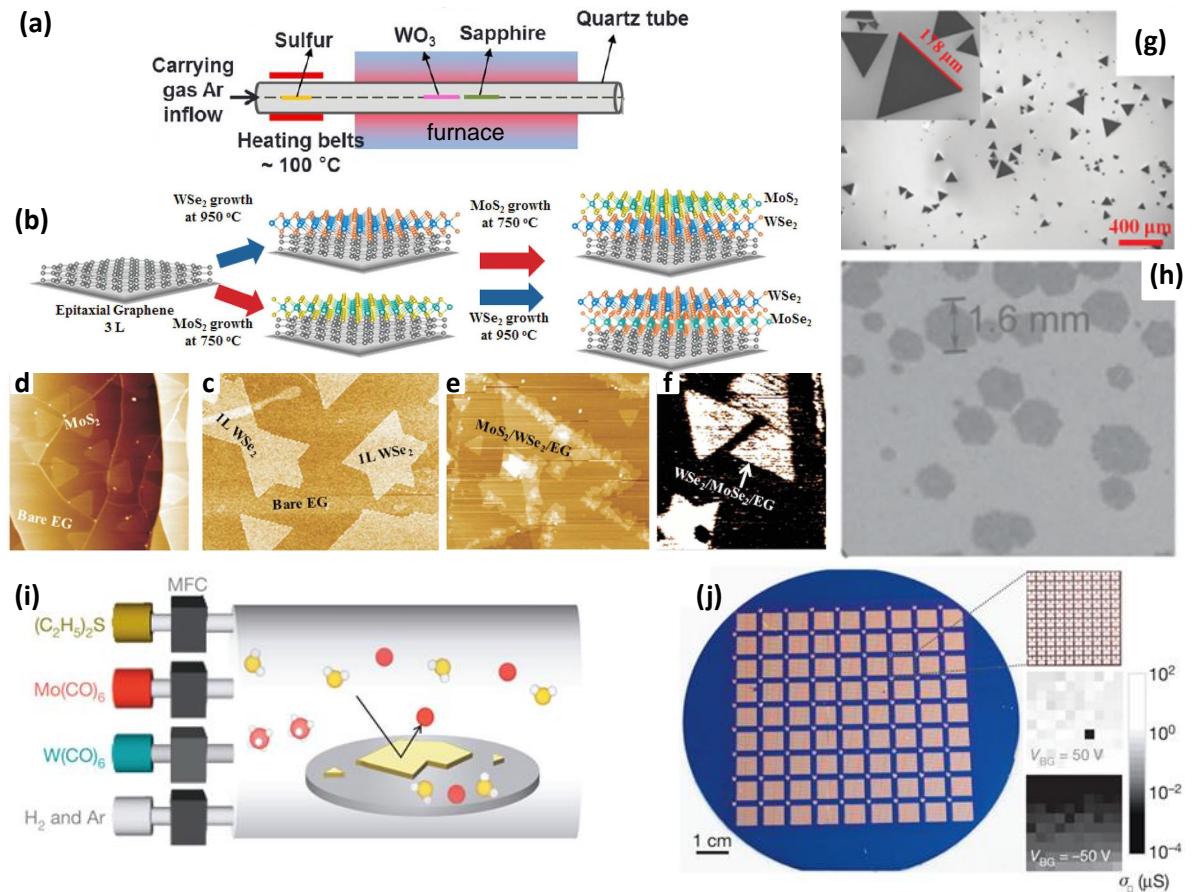 (a)
Quartz tube
Sulfur
WO3
Sapphire
Carrying
gas Ar
inflow
furnace
Heating belts
~ 100 °C
(g)
178 µm
400 µm
(b)
WSe2 growth
at 950 °C
MoS2 growth
at 750 °C
MoS2
WSe2
Epitaxial Graphene
3 L
MoS2 growth
at 750 °C
WSe2 growth
at 950 °C
WSe2
MoSe2
(h)
1.6 mm
d
MoS2
Bare EG
c
1L WSe2
1L WSe2
Bare EG
e
MoS2/WSe2/EG
f
WSe2/MoSe2/EG
(i)
MFC
(C2H5)2S
Mo(CO)6
W(CO)6
H2 and Ar
(j)
1 cm
VBG = 50 V
VBG = –50 V
10^2
10^0
10^−2
10^−4
σ□ (µS)